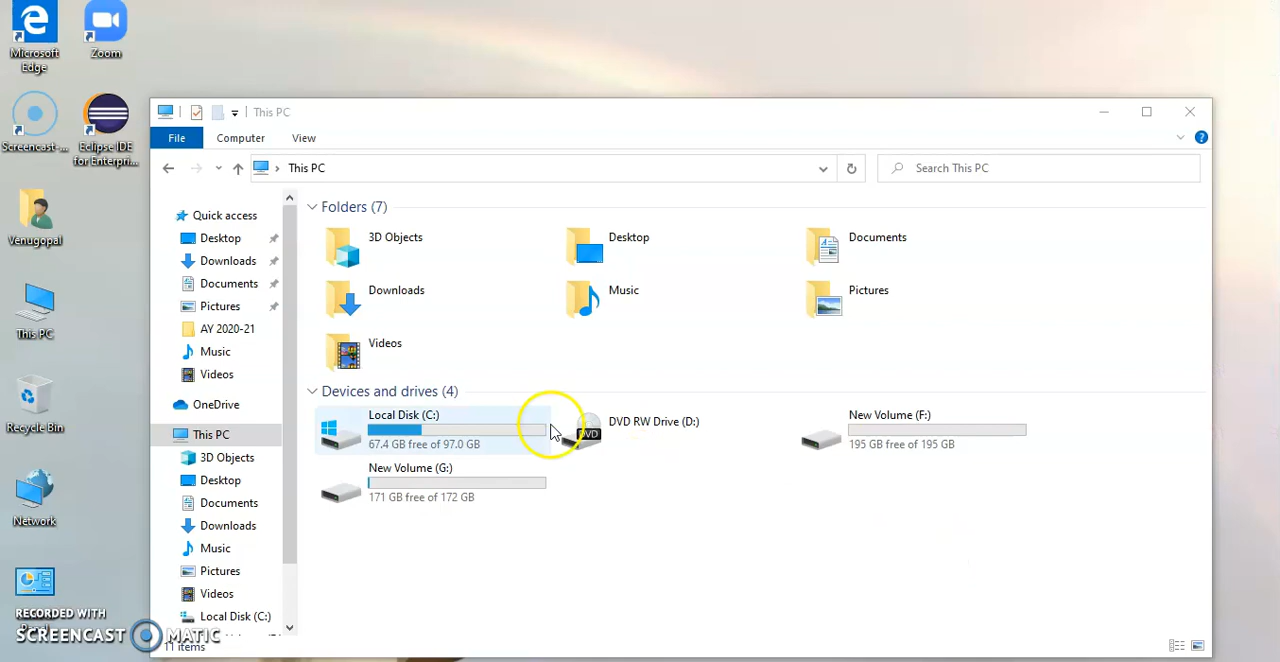 Microsoft Edge
Zoom
Screencast-...
Eclipse IDE for Enterpri...
Venugopal
This PC
Recycle Bin
Network
RECORDED WITH
SCREENCAST MATIC
This PC
File
Computer
View
This PC
Search This PC
Quick access
Desktop
Downloads
Documents
Pictures
AY 2020-21
Music
Videos
OneDrive
This PC
3D Objects
Desktop
Documents
Downloads
Music
Pictures
Videos
Local Disk (C:)
11 items
Folders (7)
3D Objects
Desktop
Documents
Downloads
Music
Pictures
Videos
Devices and drives (4)
Local Disk (C:)
67.4 GB free of 97.0 GB
DVD
DVD RW Drive (D:)
New Volume (F:)
195 GB free of 195 GB
New Volume (G:)
171 GB free of 172 GB